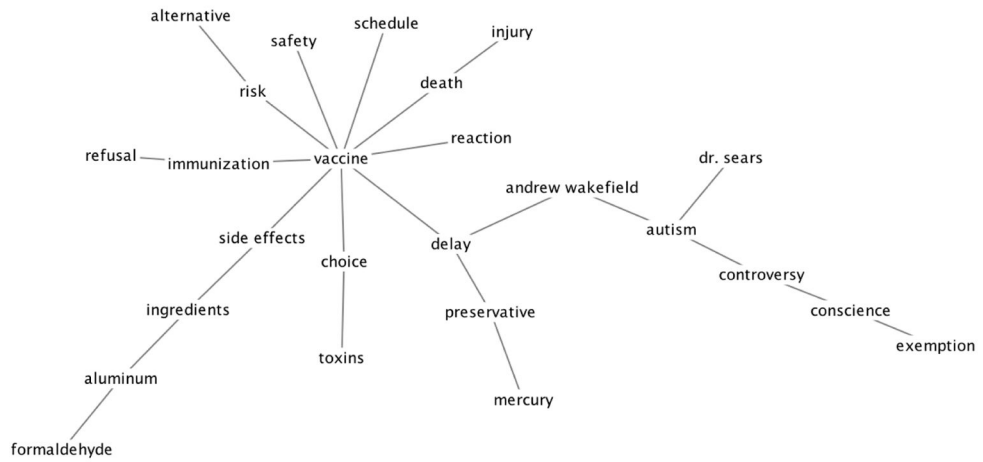 alternative
schedule
injury
safety
death
risk
reaction
refusal
immunization
vaccine
dr. sears
andrew wakefield
autism
side effects
delay
choice
controversy
ingredients
preservative
conscience
exemption
toxins
aluminum
mercury
formaldehyde